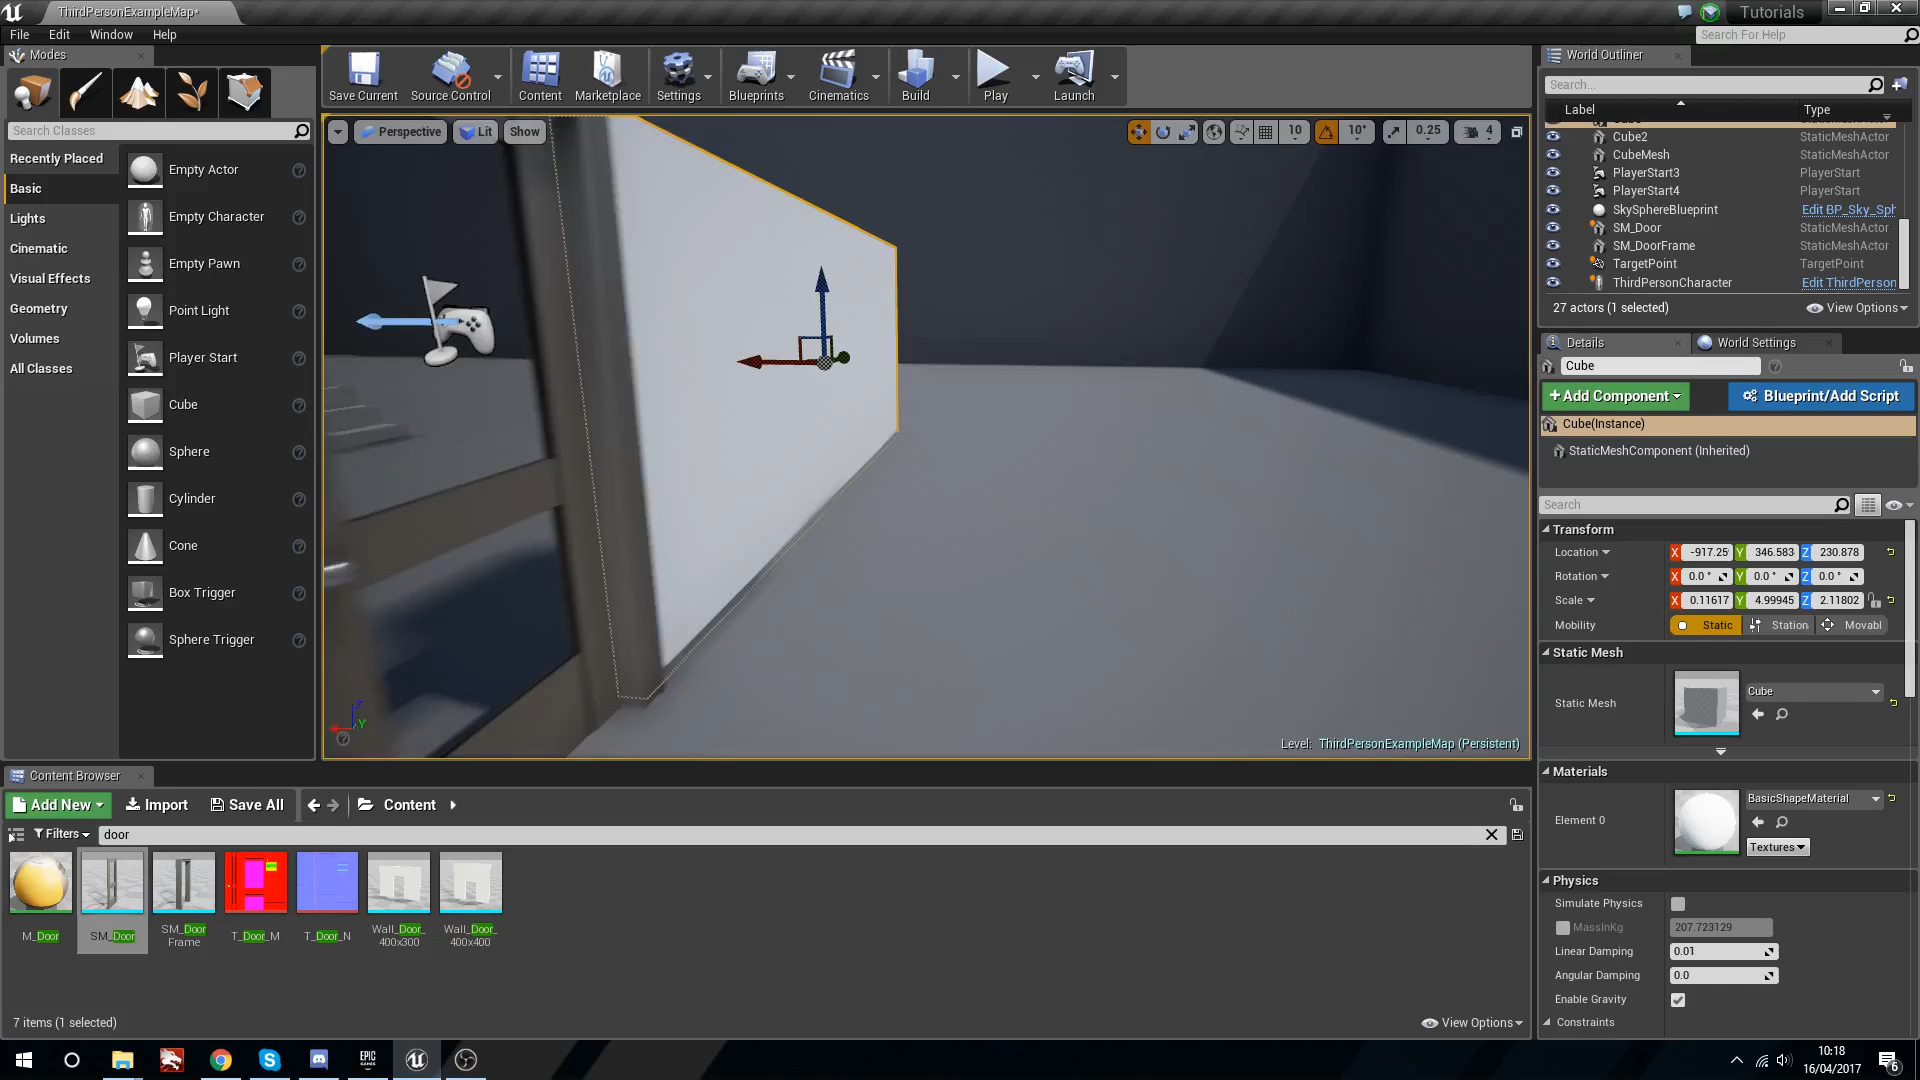 ThirdPersonExampleMap*
Tutorials
File Edit Window Help
Search For Help
Modes
Search Classes
Recently Placed
Basic
Lights
Cinematic
Visual Effects
Geometry
Volumes
All Classes
Empty Actor
Empty Character
Empty Pawn
Point Light
Player Start
Cube
Sphere
Cylinder
Cone
Box Trigger
Sphere Trigger
Save Current
Source Control
Content
Marketplace
Settings
Blueprints
Cinematics
Build
Play
Launch
Perspective
Lit
Show
10
10°
0.25
4
Z
Y
Level: ThirdPersonExampleMap (Persistent)
World Outliner
Search...
Label Type
Cube2 StaticMeshActor
CubeMesh StaticMeshActor
PlayerStart3 PlayerStart
PlayerStart4 PlayerStart
SkySphereBlueprint Edit BP_Sky_Sph
SM_Door StaticMeshActor
SM_DoorFrame StaticMeshActor
TargetPoint TargetPoint
ThirdPersonCharacter Edit ThirdPerson
27 actors (1 selected)
View Options
Details
World Settings
Cube
+Add Component
Blueprint/Add Script
Cube(Instance)
StaticMeshComponent (Inherited)
Search
Transform
Location X -917.25 Y 346.583 Z 230.878
Rotation X 0.0 ° Y 0.0 ° Z 0.0 °
Scale X 0.11617 Y 4.99945 Z 2.11802
Mobility Static Station Movabl
Static Mesh
Static Mesh
Cube
Materials
Element 0
BasicShapeMaterial
Textures
Physics
Simulate Physics
MassInKg 207.723129
Linear Damping 0.01
Angular Damping 0.0
Enable Gravity
Constraints
Content Browser
Add New
Import
Save All
Content
Filters
door
M_Door
SM_Door
SM_Door
Frame
T_Door_M
T_Door_N
Wall_Door_
400x300
Wall_Door_
400x400
7 items (1 selected)
View Options
EPIC
GAMES
10:18
16/04/2017
6